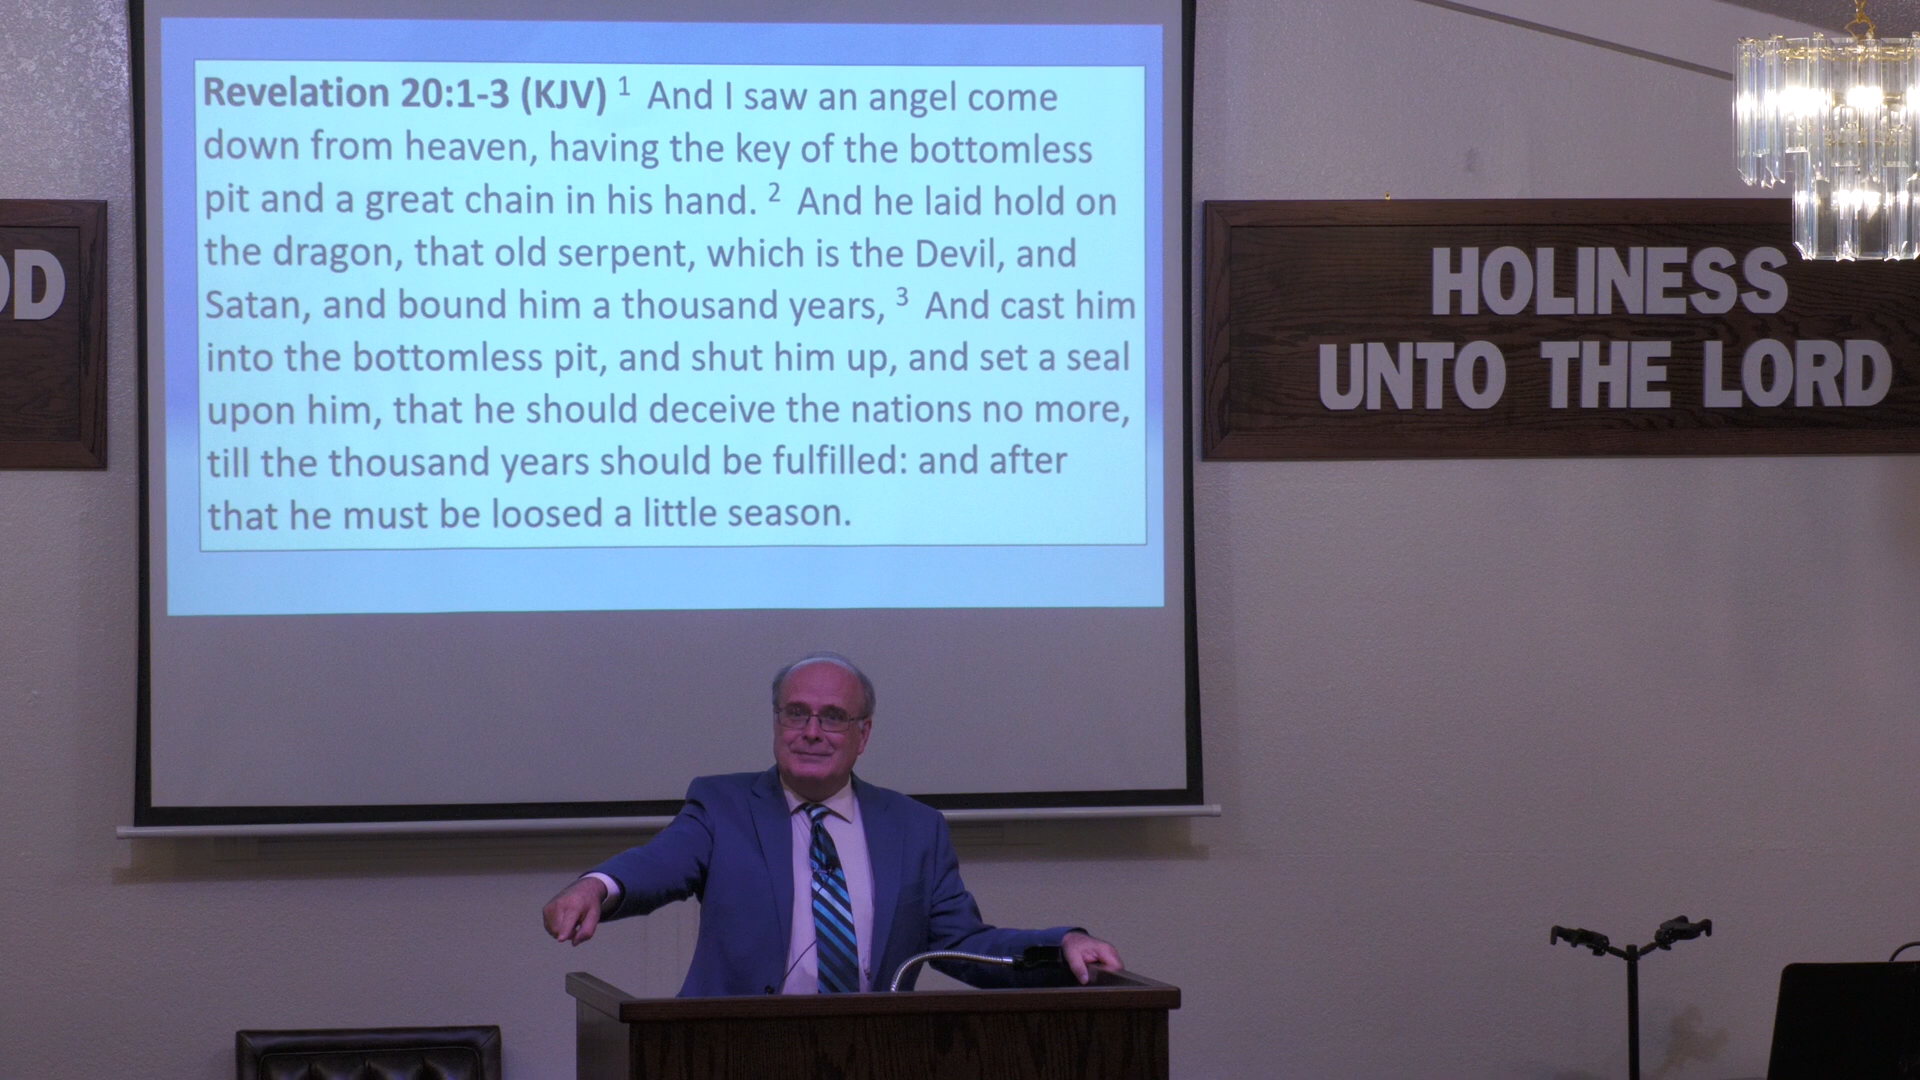 Revelation 20:1-3 (KJV) 1 And I saw an angel come
down from heaven, having the key of the bottomless
pit and a great chain in his hand. 2 And he laid hold on
the dragon, that old serpent, which is the Devil, and
Satan, and bound him a thousand years, 3 And cast him
into the bottomless pit, and shut him up, and set a seal
upon him, that he should deceive the nations no more,
till the thousand years should be fulfilled: and after
that he must be loosed a little season.
HOLINESS
UNTO THE LORD